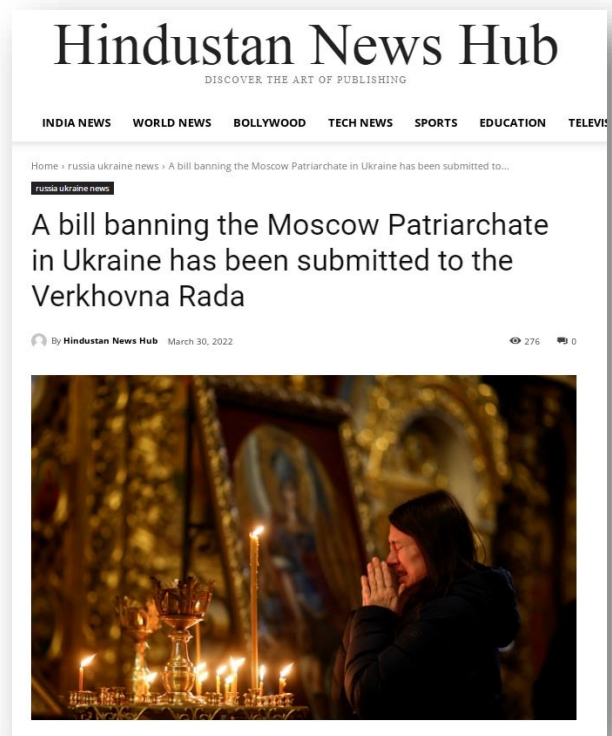 Hindustan News Hub
DISCOVER THE ART OF PUBLISHING
INDIA NEWS WORLD NEWS BOLLYWOOD TECH NEWS SPORTS EDUCATION TELEVIS
Home › russia ukraine news › A bill banning the Moscow Patriarchate in Ukraine has been submitted to...
russia ukraine news
A bill banning the Moscow Patriarchate
in Ukraine has been submitted to the
Verkhovna Rada
By Hindustan News Hub March 30, 2022 276 0